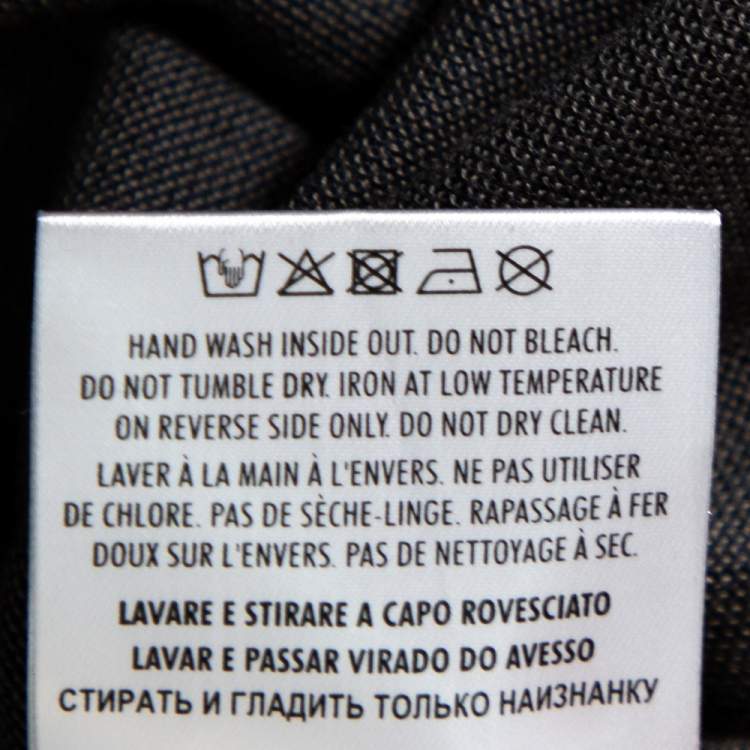 HAND WASH INSIDE OUT. DO NOT BLEACH.
DO NOT TUMBLE DRY. IRON AT LOW TEMPERATURE
ON REVERSE SIDE ONLY. DO NOT DRY CLEAN.
LAVER À LA MAIN À L'ENVERS. NE PAS UTILISER
DE CHLORE. PAS DE SÈCHE-LINGE. RAPASSAGE À FER
DOUX SUR L'ENVERS. PAS DE NETTOYAGE À SEC.
LAVARE E STIRARE A CAPO ROVESCIATO
LAVAR E PASSAR VIRADO DO AVESSO
СТИРАТЬ И ГЛАДИТЬ ТОЛЬКО НАИЗНАНКУ